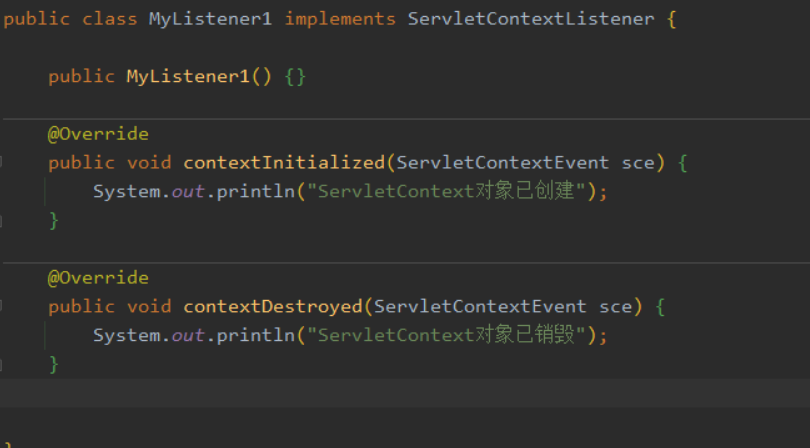 public class MyListener1 implements ServletContextListener {
public MyListener1() {}
@Override
public void contextInitialized(ServletContextEvent sce) {
System.out.println("ServletContext对象已创建");
}
@Override
public void contextDestroyed(ServletContextEvent sce) {
System.out.println("ServletContext对象已销毁");
}
}